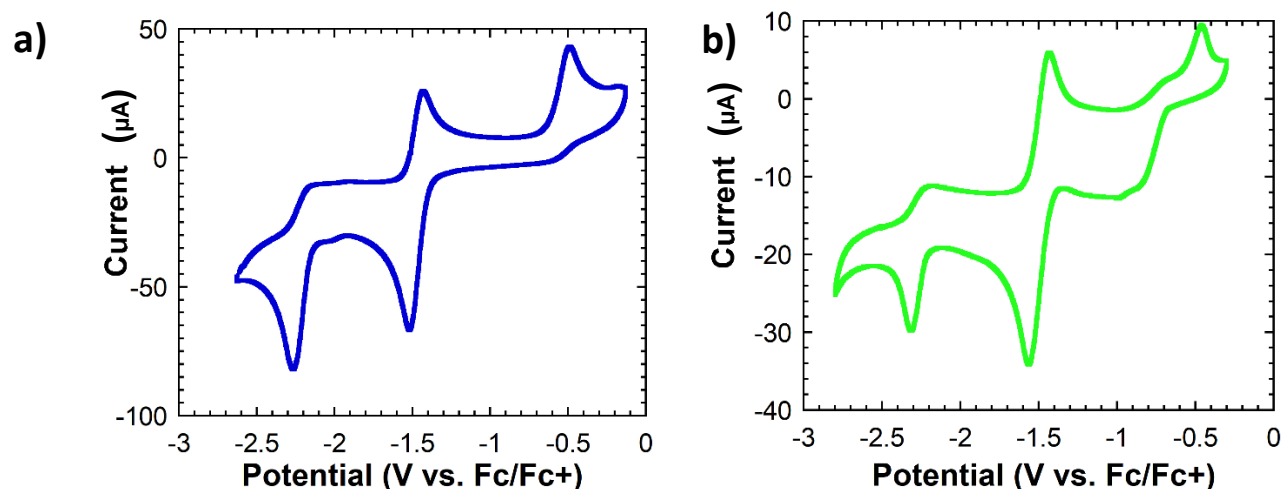 a)
50
0
-50
-100
Current (µA)
-3 -2.5 -2 -1.5 -1 -0.5 0
Potential (V vs. Fc/Fc+)
b)
10
0
-10
-20
-30
-40
Current (µA)
-3 -2.5 -2 -1.5 -1 -0.5 0
Potential (V vs. Fc/Fc+)